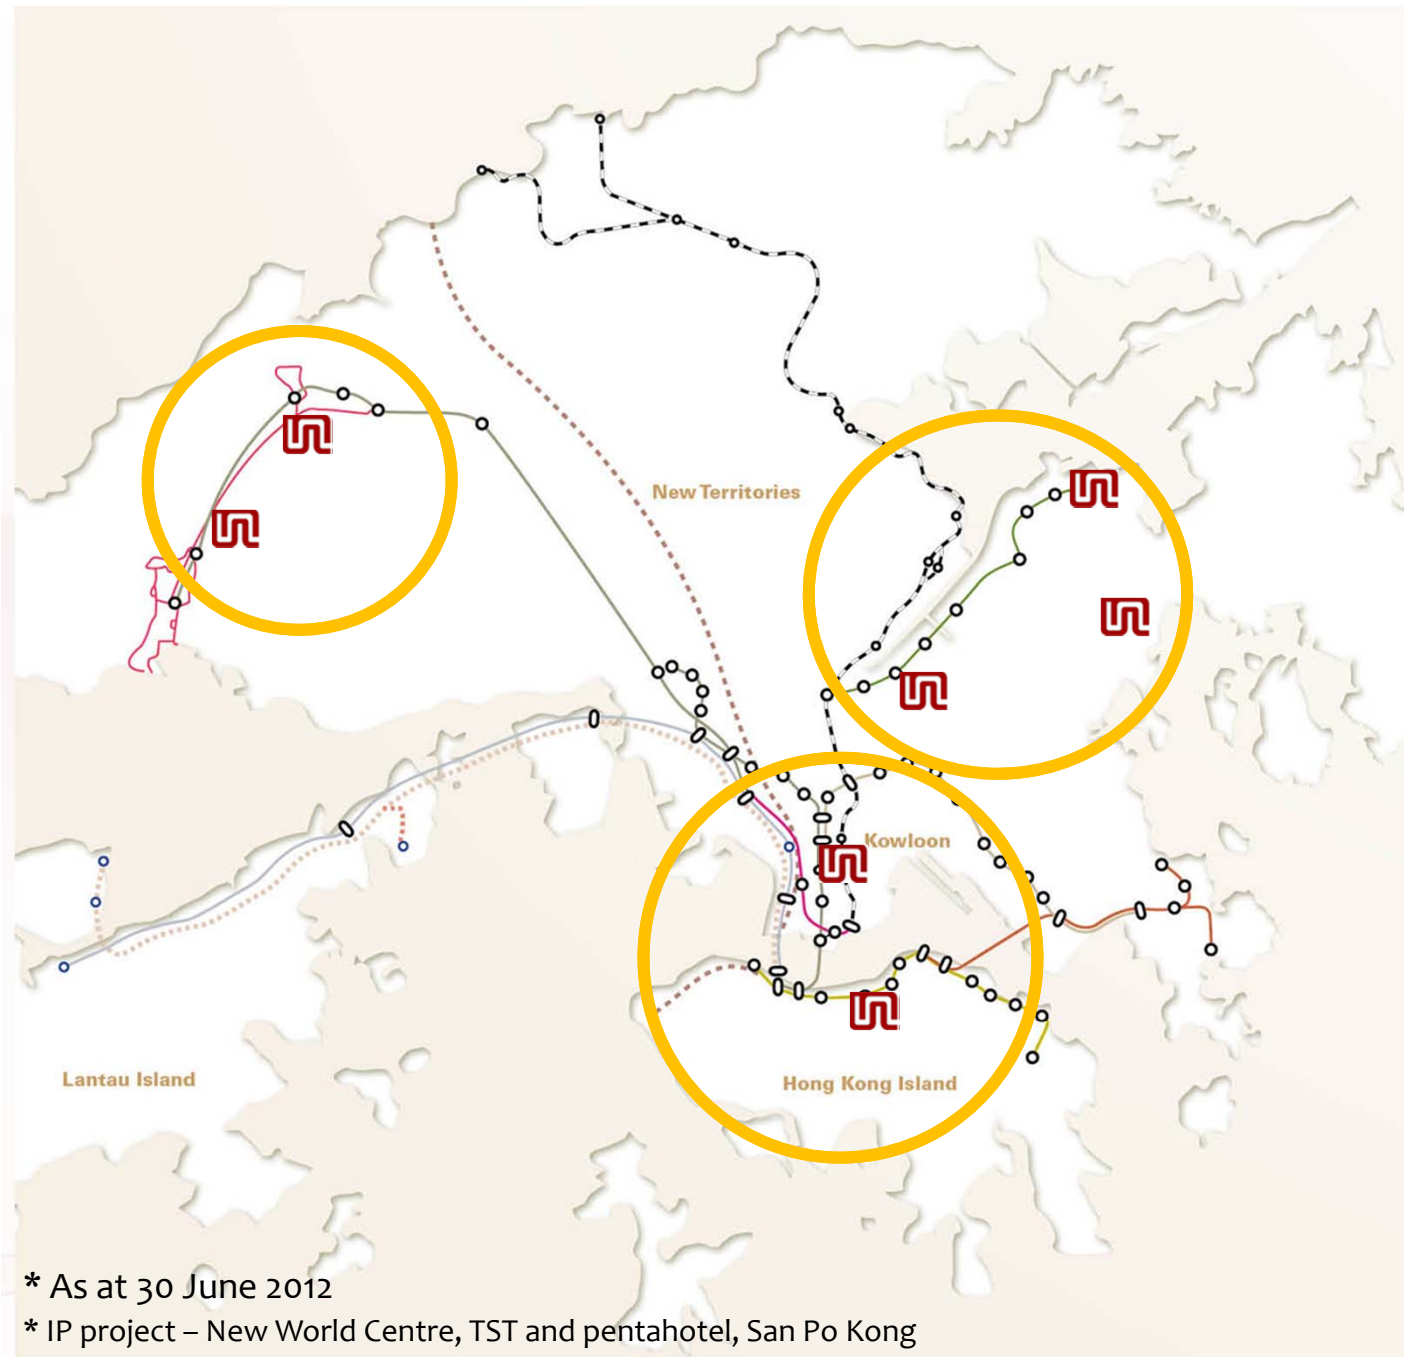 New Territories
Kowloon
Lantau Island
Hong Kong Island
* As at 30 June 2012
* IP project – New World Centre, TST and pentahotel, San Po Kong